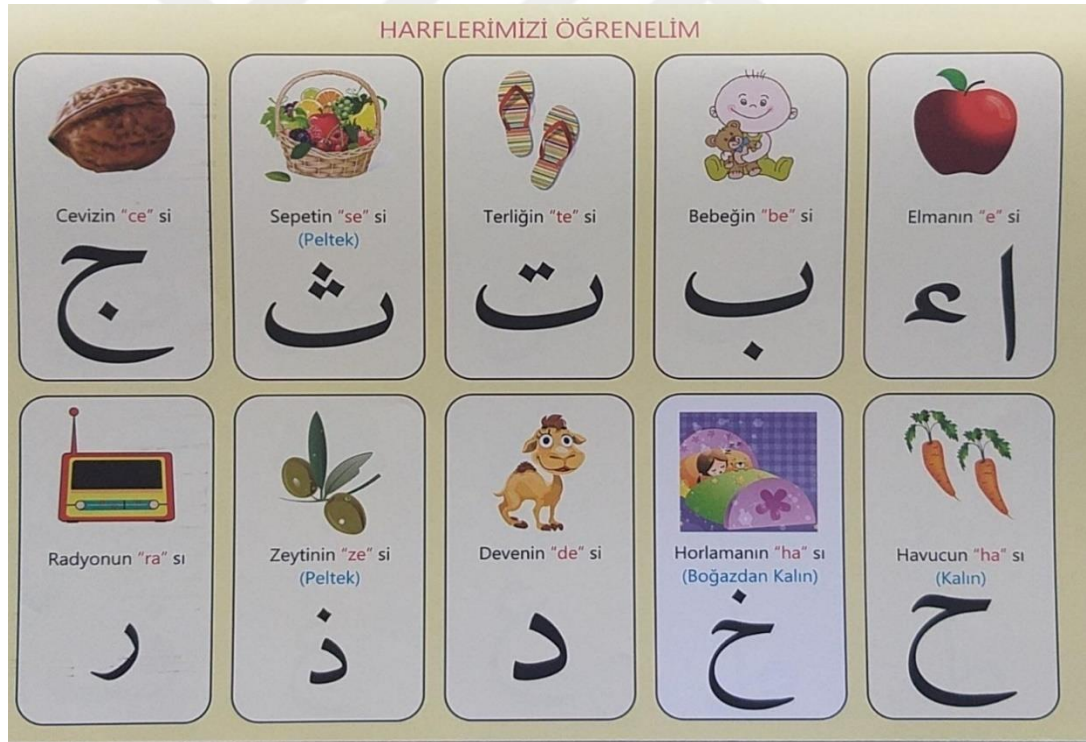 HARFLERİMİZİ ÖĞRENELİM
Elmanın "e" si
ا ء
Bebeğin "be" si
ب
Terliğin "te" si
ت
Sepetin "se" si
(Peltek)
ث
Cevizin "ce" si
ج
Havucun "ha" sı
(Kalın)
ح
Horlamanın "ha" sı
(Boğazdan Kalın)
خ
Devenin "de" si
د
Zeytinin "ze" si
(Peltek)
ذ
Radyonun "ra" sı
ر